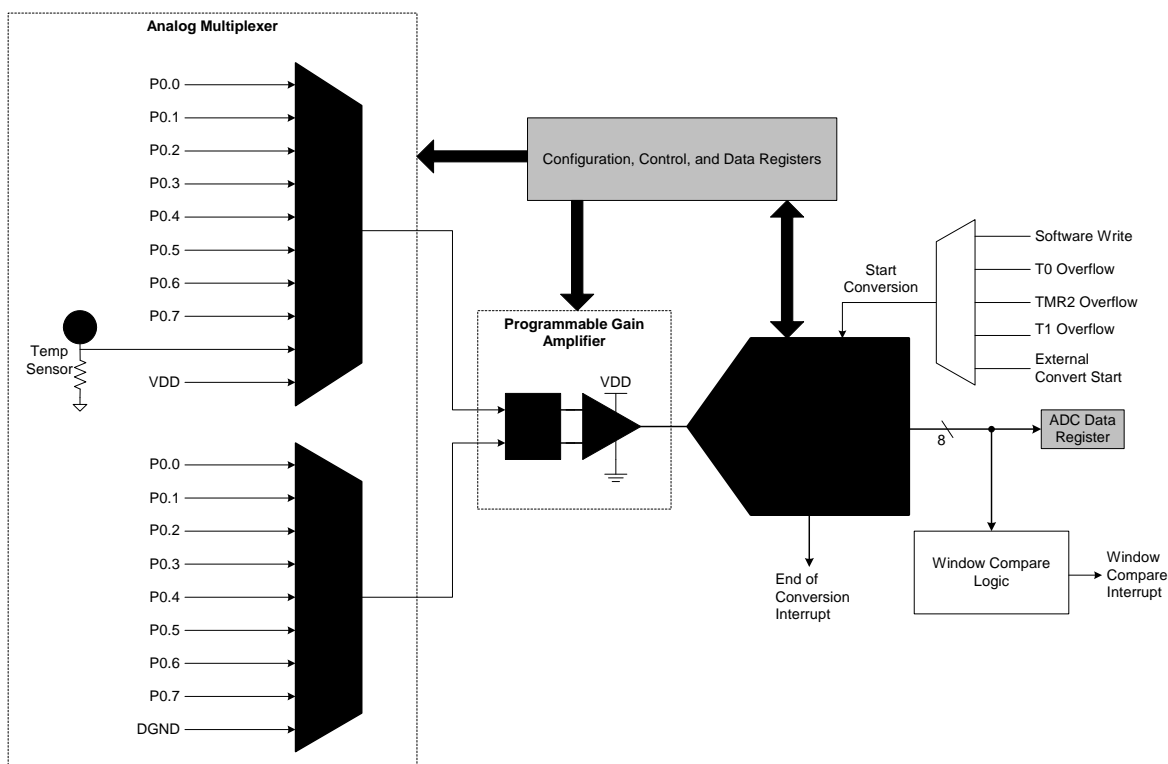 Analog Multiplexer
P0.0
P0.1
P0.2
P0.3
P0.4
P0.5
P0.6
P0.7
Temp
Sensor
VDD
P0.0
P0.1
P0.2
P0.3
P0.4
P0.5
P0.6
P0.7
DGND
Configuration, Control, and Data Registers
Programmable Gain
Amplifier
VDD
Start
Conversion
Software Write
T0 Overflow
TMR2 Overflow
T1 Overflow
External
Convert Start
8
ADC Data
Register
End of
Conversion
Interrupt
Window Compare
Logic
Window
Compare
Interrupt